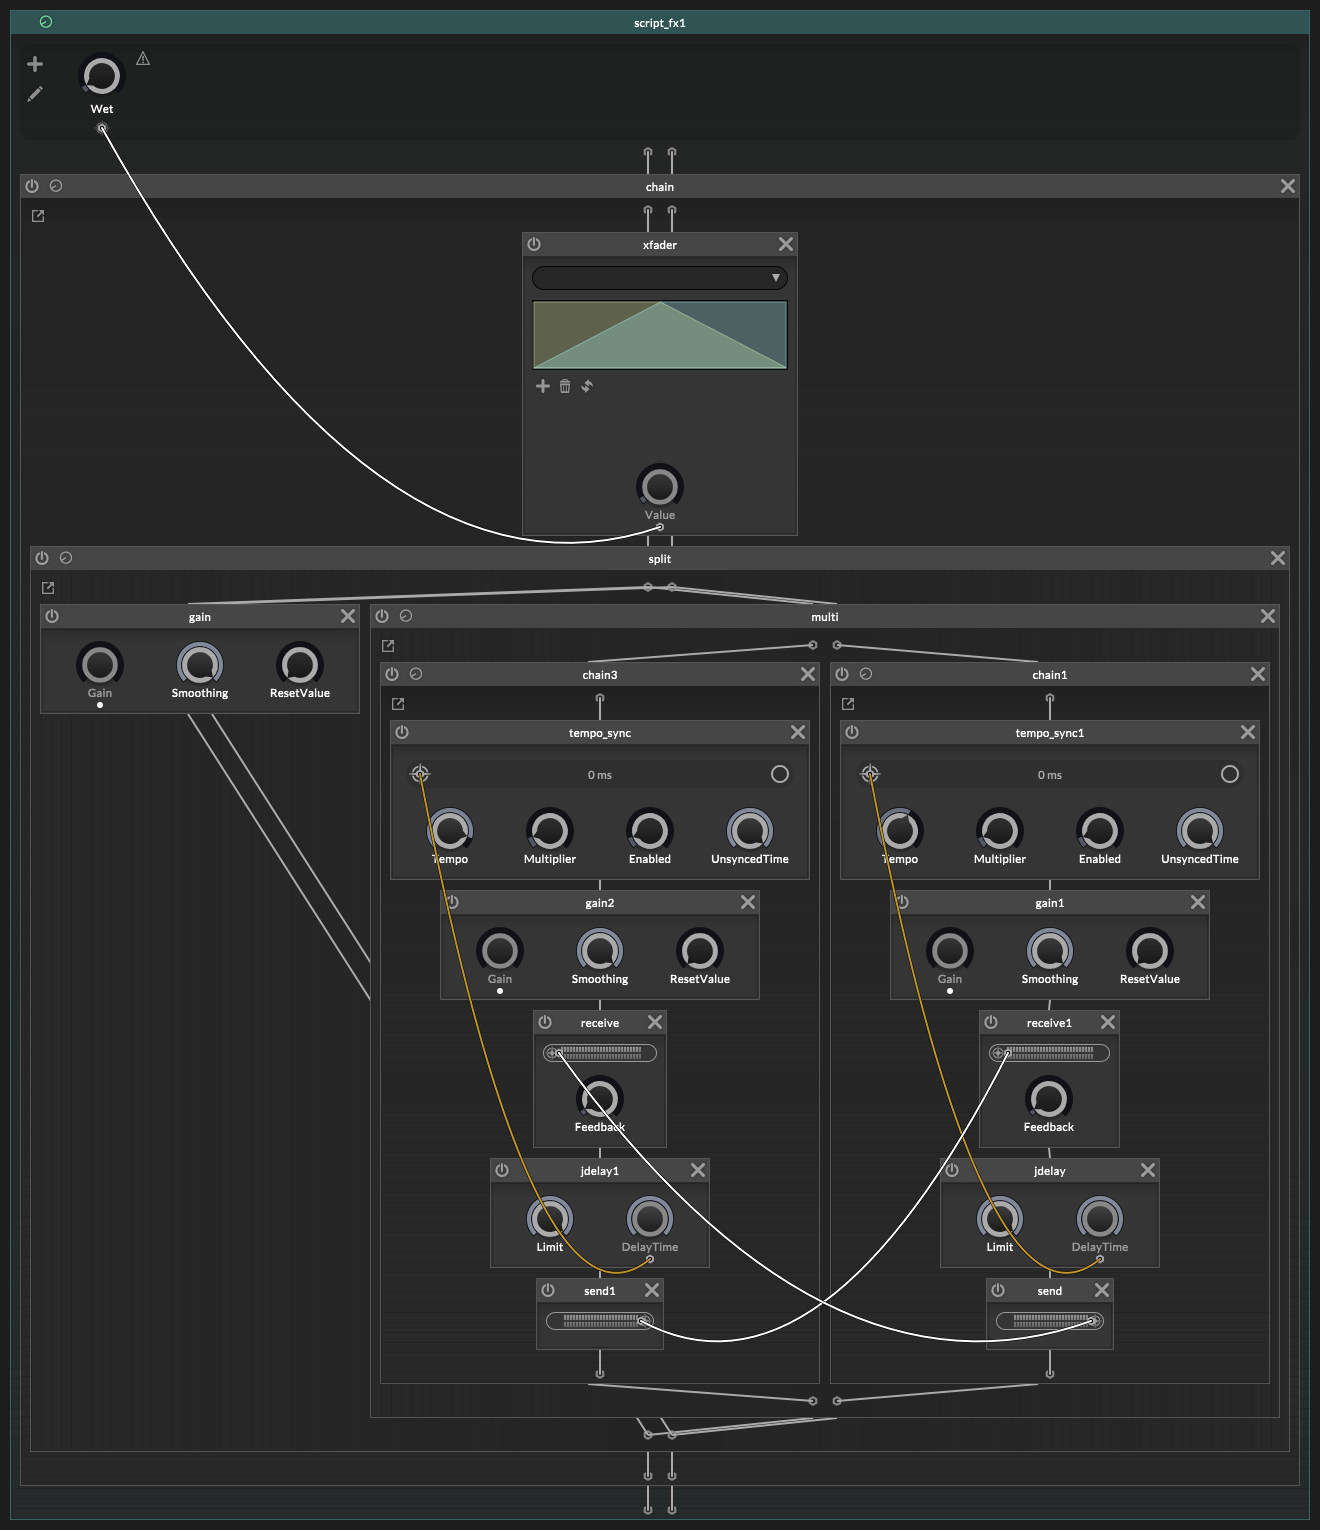 script_fx1
Wet
chain
xfader
Value
split
gain
Gain Smoothing ResetValue
multi
chain3
tempo_sync
0 ms
Tempo Multiplier Enabled UnsyncedTime
gain2
Gain Smoothing ResetValue
receive
Feedback
jdelay1
Limit DelayTime
send1
chain1
tempo_sync1
0 ms
Tempo Multiplier Enabled UnsyncedTime
gain1
Gain Smoothing ResetValue
receive1
Feedback
jdelay
Limit DelayTime
send